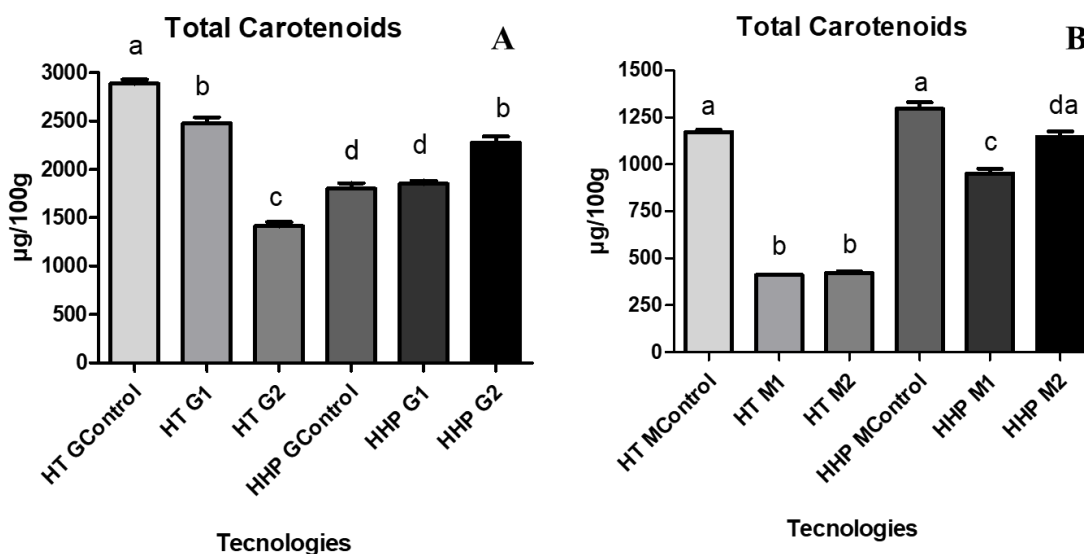 Total Carotenoids
A
a
b
c
d
d
b
3000
2500
2000
1500
1000
500
0
µg/100g
HT GControl
HT G1
HT G2
HHP GControl
HHP G1
HHP G2
Tecnologies
Total Carotenoids
B
a
b
b
a
c
da
1500
1250
1000
750
500
250
0
µg/100g
HT MControl
HT M1
HT M2
HHP MControl
HHP M1
HHP M2
Tecnologies